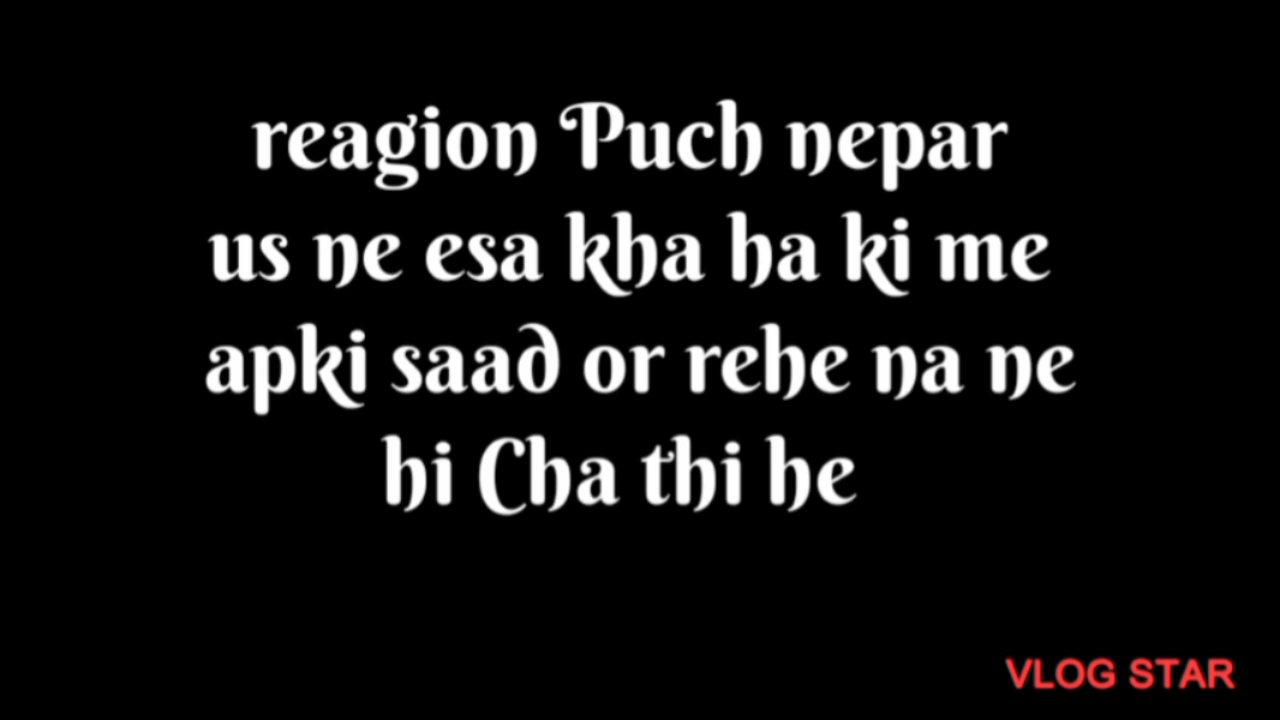 reagion Puch nepar
us ne esa kha ha ki me
apki saad or rehe na ne
hi Cha thi he
VLOG STAR